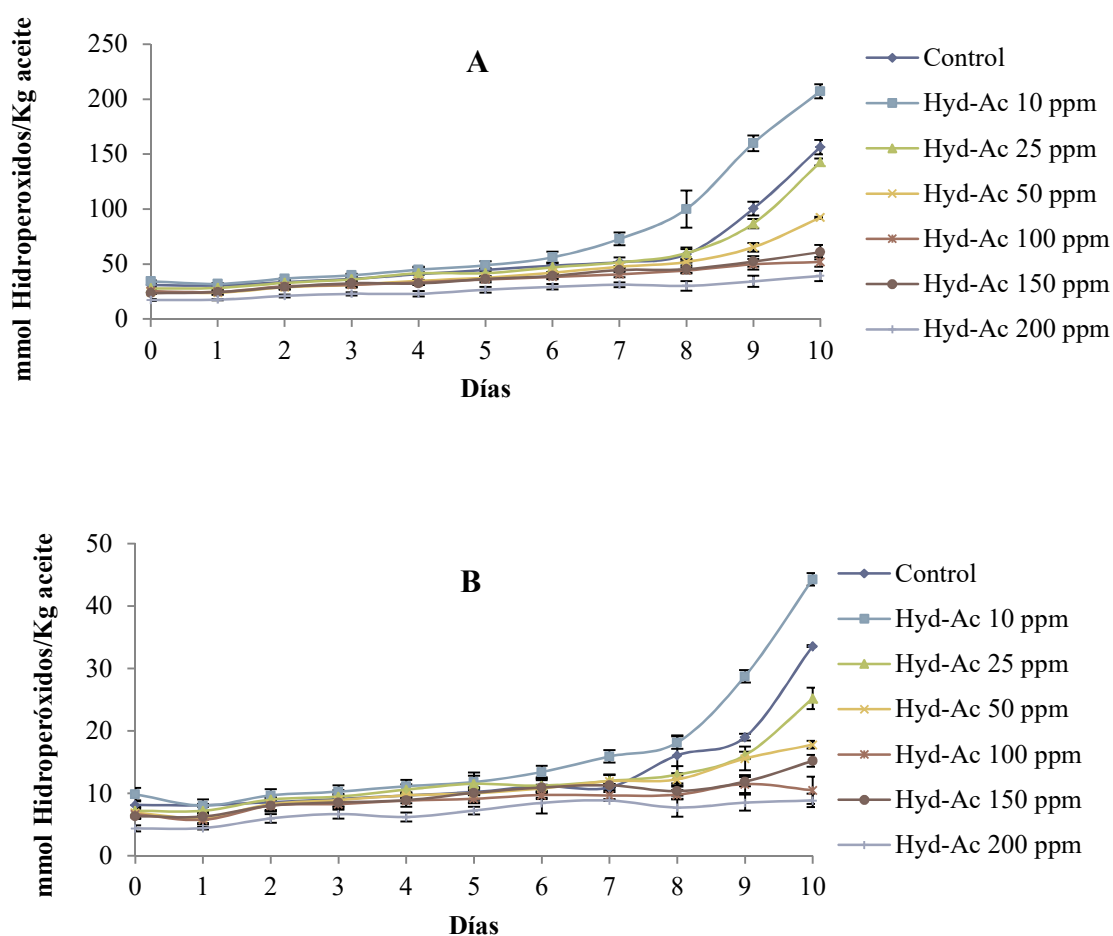 A
mmol Hidroperoxidos/Kg aceite
250
200
150
100
50
0
0 1 2 3 4 5 6 7 8 9 10
Días
Control
Hyd-Ac 10 ppm
Hyd-Ac 25 ppm
Hyd-Ac 50 ppm
Hyd-Ac 100 ppm
Hyd-Ac 150 ppm
Hyd-Ac 200 ppm
B
mmol Hidroperóxidos/Kg aceite
50
40
30
20
10
0
0 1 2 3 4 5 6 7 8 9 10
Días
Control
Hyd-Ac 10 ppm
Hyd-Ac 25 ppm
Hyd-Ac 50 ppm
Hyd-Ac 100 ppm
Hyd-Ac 150 ppm
Hyd-Ac 200 ppm